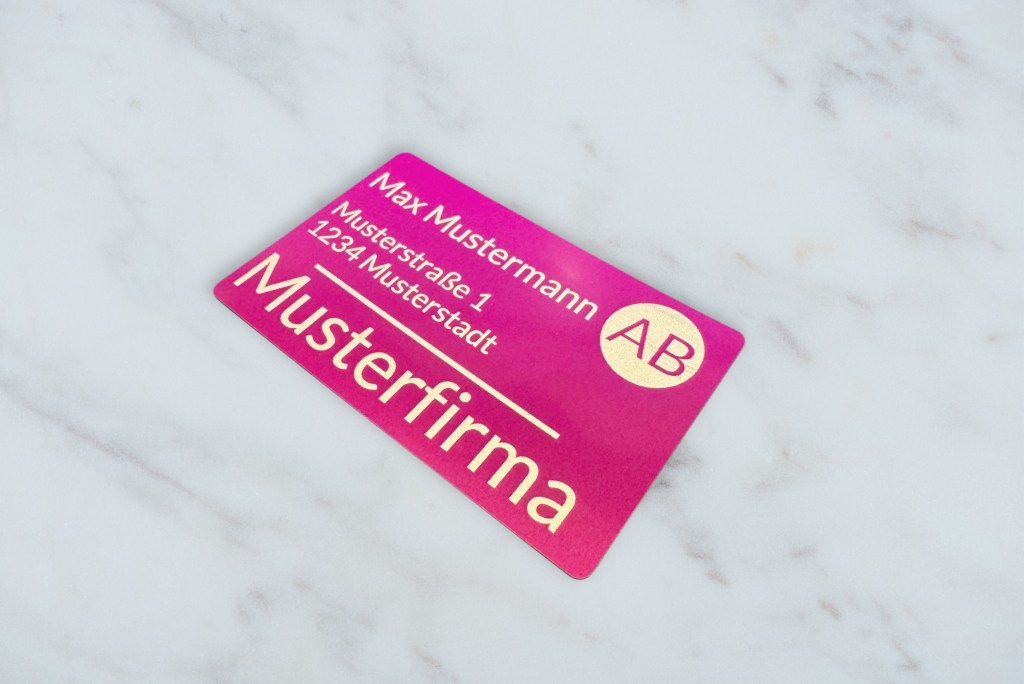 Max Mustermann
Musterstraße 1
1234 Musterstadt
Musterfirma
AB